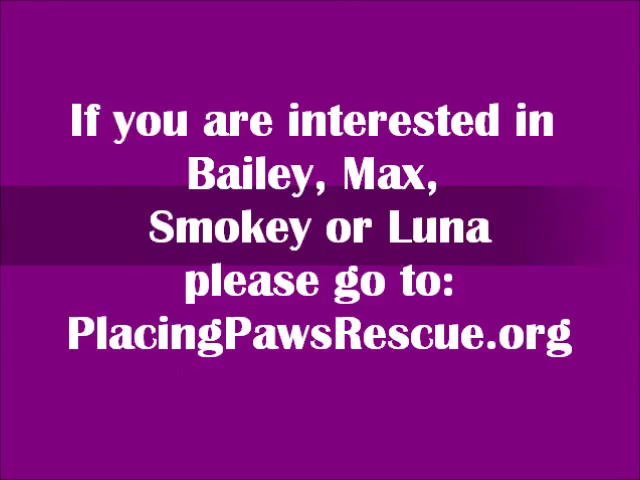 If you are interested in
Bailey, Max,
Smokey or Luna
please go to:
PlacingPawsRescue.org